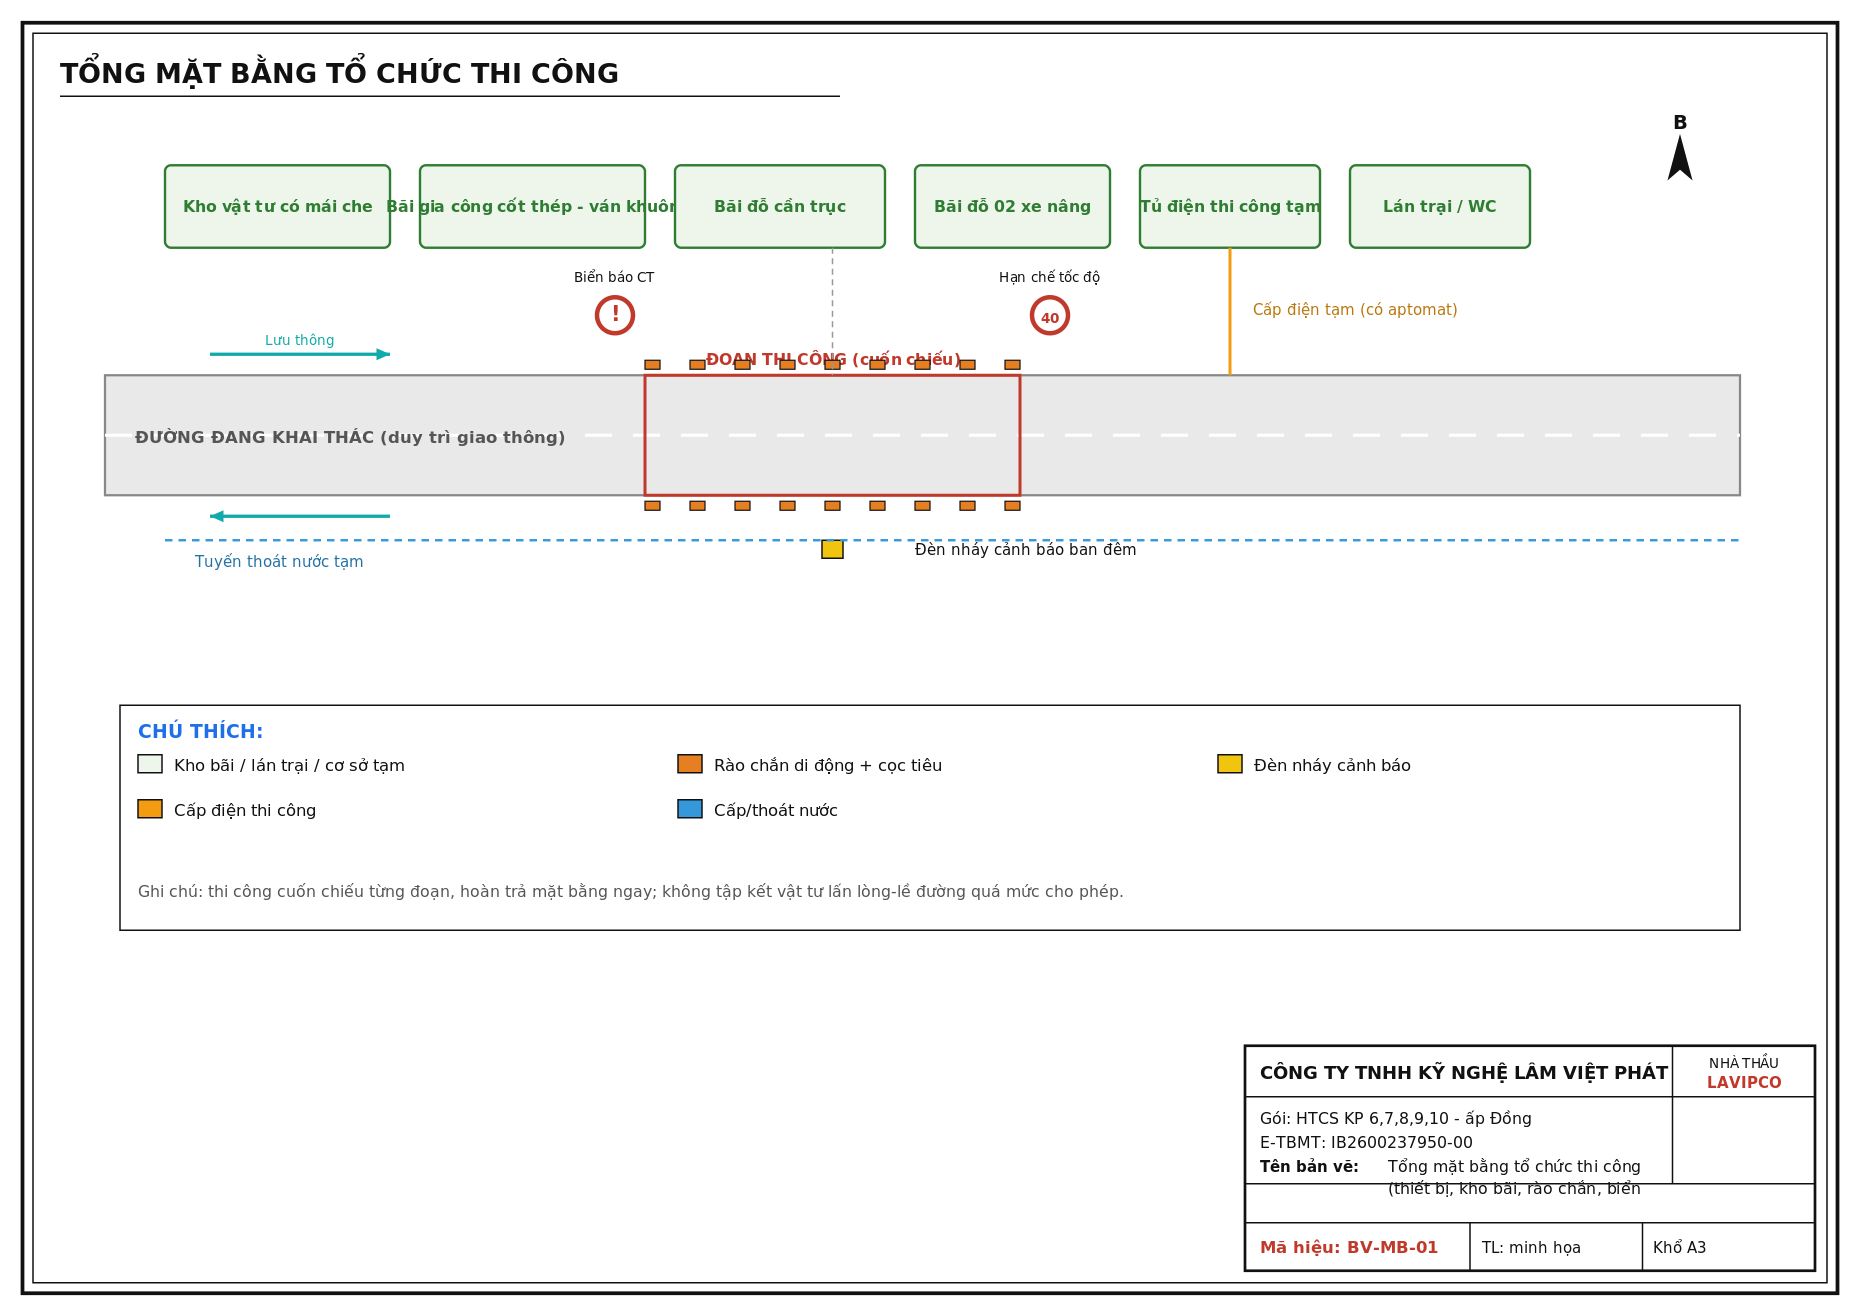 TỔNG MẶT BẰNG TỔ CHỨC THI CÔNG
B
Kho vật tư có mái che
Bãi gia công cốt thép - ván khuôn
Bãi đỗ cần trục
Bãi đỗ 02 xe nâng
Tủ điện thi công tạm
Lán trại / WC
Biển báo CT
Hạn chế tốc độ
!
40
Cấp điện tạm (có aptomat)
Lưu thông
ĐOẠN THI CÔNG (cuốn chiếu)
ĐƯỜNG ĐANG KHAI THÁC (duy trì giao thông)
Đèn nháy cảnh báo ban đêm
Tuyến thoát nước tạm
CHÚ THÍCH:
Kho bãi / lán trại / cơ sở tạm
Rào chắn di động + cọc tiêu
Đèn nháy cảnh báo
Cấp điện thi công
Cấp/thoát nước
Ghi chú: thi công cuốn chiếu từng đoạn, hoàn trả mặt bằng ngay; không tập kết vật tư lấn lòng-lề đường quá mức cho phép.
CÔNG TY TNHH KỸ NGHỆ LÂM VIỆT PHÁT
NHÀ THẦU
LAVIPCO
Gói: HTCS KP 6,7,8,9,10 - ấp Đồng
E-TBMT: IB2600237950-00
Tên bản vẽ: Tổng mặt bằng tổ chức thi công
(thiết bị, kho bãi, rào chắn, biển
Mã hiệu: BV-MB-01
TL: minh họa
Khổ A3